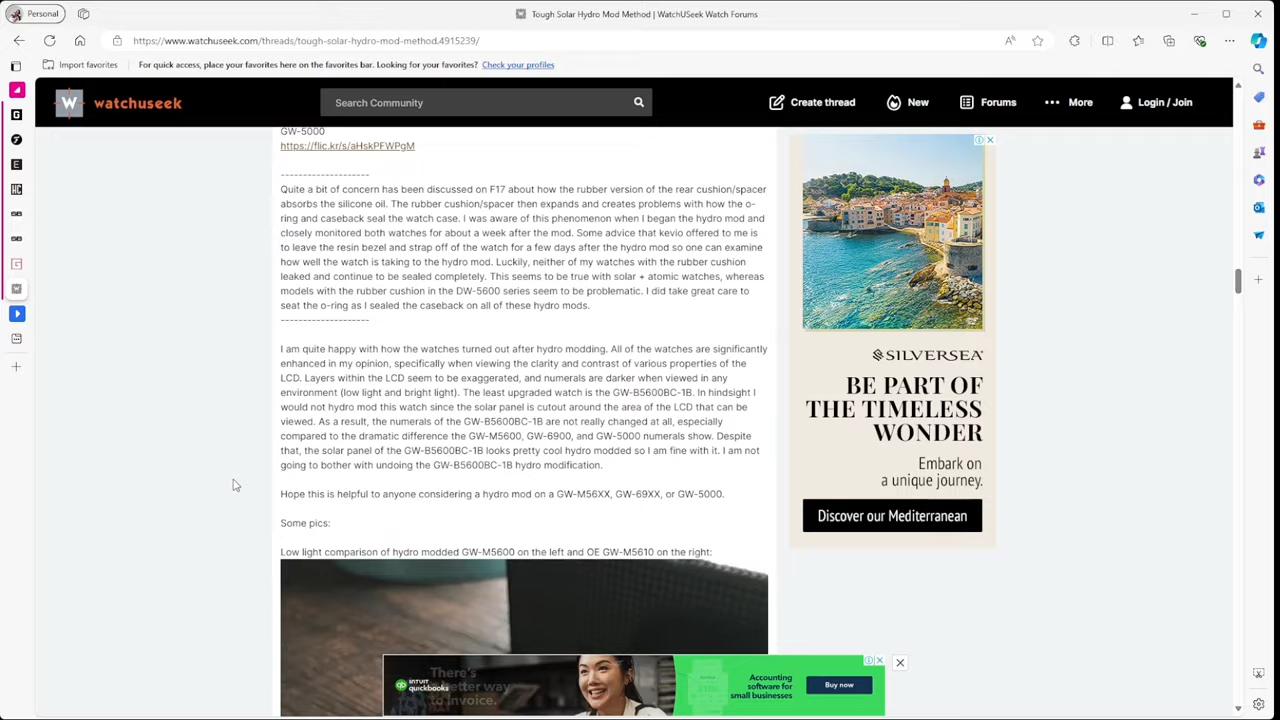 Personal
Tough Solar Hydro Mod Method | WatchUSeek Watch Forums
https://www.watchuseek.com/threads/tough-solar-hydro-mod-method.4915239/
Import favorites
For quick access, place your favorites here on the favorites bar. Looking for your favorites? Check your profiles
W watchuseek
Search Community
Create thread
New
Forums
More
Login / Join
GW-5000
https://flic.kr/s/aHskPFWPgM
--------------------
Quite a bit of concern has been discussed on F17 about how the rubber version of the rear cushion/spacer
absorbs the silicone oil. The rubber cushion/spacer then expands and creates problems with how the o-
ring and caseback seal the watch case. I was aware of this phenomenon when I began the hydro mod and
closely monitored both watches for about a week after the mod. Some advice that kevio offered to me is
to leave the resin bezel and strap off of the watch for a few days after the hydro mod so one can examine
how well the watch is taking to the hydro mod. Luckily, neither of my watches with the rubber cushion
leaked and continue to be sealed completely. This seems to be true with solar + atomic watches, whereas
models with the rubber cushion in the DW-5600 series seem to be problematic. I did take great care to
seat the o-ring as I sealed the caseback on all of these hydro mods.
--------------------
I am quite happy with how the watches turned out after hydro modding. All of the watches are significantly
enhanced in my opinion, specifically when viewing the clarity and contrast of various properties of the
LCD. Layers within the LCD seem to be exaggerated, and numerals are darker when viewed in any
environment (low light and bright light). The least upgraded watch is the GW-B5600BC-1B. In hindsight I
would not hydro mod this watch since the solar panel is cutout around the area of the LCD that can be
viewed. As a result, the numerals of the GW-B5600BC-1B are not really changed at all, especially
compared to the dramatic difference the GW-M5600, GW-6900, and GW-5000 numerals show. Despite
that, the solar panel of the GW-B5600BC-1B looks pretty cool hydro modded so I am fine with it. I am not
going to bother with undoing the GW-B5600BC-1B hydro modification.
Hope this is helpful to anyone considering a hydro mod on a GW-M56XX, GW-69XX, or GW-5000.
Some pics:
Low light comparison of hydro modded GW-M5600 on the left and OE GW-M5610 on the right:
SILVERSEA
BE PART OF
THE TIMELESS
WONDER
Embark on
a unique journey.
Discover our Mediterranean
There's
better way
to invoice.
INTUIT
quickbooks
Accounting
software for
small businesses
Buy now